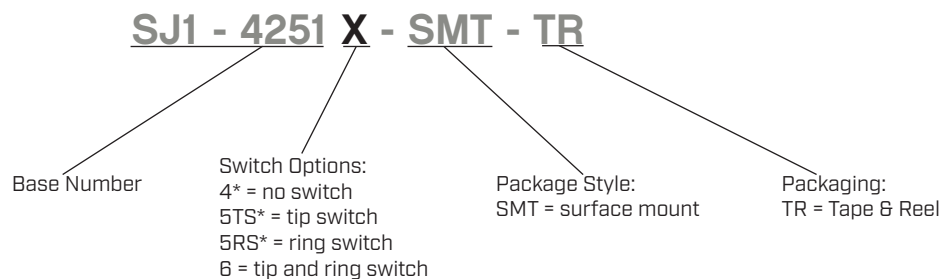 SJ1 - 4251 X - SMT - TR
Base Number
Switch Options:
4* = no switch
5TS* = tip switch
5RS* = ring switch
6 = tip and ring switch
Package Style:
SMT = surface mount
Packaging:
TR = Tape & Reel